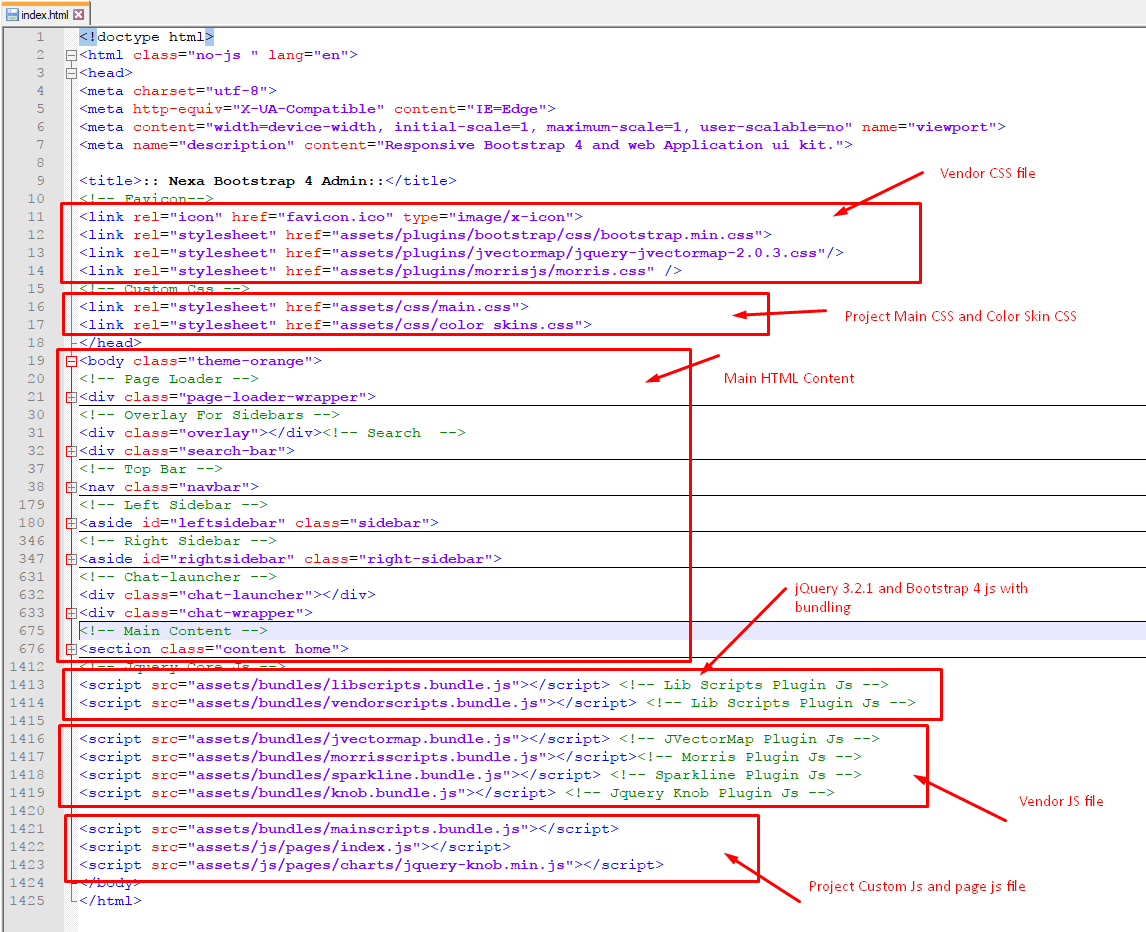 index.html
1 <!doctype html>
2 <html class="no-js " lang="en">
3 <head>
4 <meta charset="utf-8">
5 <meta http-equiv="X-UA-Compatible" content="IE=Edge">
6 <meta content="width=device-width, initial-scale=1, maximum-scale=1, user-scalable=no" name="viewport">
7 <meta name="description" content="Responsive Bootstrap 4 and web Application ui kit.">
8
Vendor CSS file
9 <title>:: Nexa Bootstrap 4 Admin::</title>
10 <!-- Favicon-->
11 <link rel="icon" href="favicon.ico" type="image/x-icon">
12 <link rel="stylesheet" href="assets/plugins/bootstrap/css/bootstrap.min.css">
13 <link rel="stylesheet" href="assets/plugins/jvectormap/jquery-jvectormap-2.0.3.css"/>
14 <link rel="stylesheet" href="assets/plugins/morrisjs/morris.css" />
15 <!-- Custom Css -->
16 <link rel="stylesheet" href="assets/css/main.css">
Project Main CSS and Color Skin CSS
17 <link rel="stylesheet" href="assets/css/color skins.css">
18 </head>
19 <body class="theme-orange">
20 <!-- Page Loader -->
Main HTML Content
21 <div class="page-loader-wrapper">
30 <!-- Overlay For Sidebars -->
31 <div class="overlay"></div><!-- Search  -->
32 <div class="search-bar">
37 <!-- Top Bar -->
38 <nav class="navbar">
179 <!-- Left Sidebar -->
180 <aside id="leftsidebar" class="sidebar">
346 <!-- Right Sidebar -->
347 <aside id="rightsidebar" class="right-sidebar">
631 <!-- Chat-launcher -->
632 <div class="chat-launcher"></div>
jQuery 3.2.1 and Bootstrap 4 js with
bundling
633 <div class="chat-wrapper">
675 <!-- Main Content -->
676 <section class="content home">
1412 <!-- Jquery Core Js -->
1413 <script src="assets/bundles/libscripts.bundle.js"></script> <!-- Lib Scripts Plugin Js -->
1414 <script src="assets/bundles/vendorscripts.bundle.js"></script> <!-- Lib Scripts Plugin Js -->
1415
1416 <script src="assets/bundles/jvectormap.bundle.js"></script> <!-- JVectorMap Plugin Js -->
1417 <script src="assets/bundles/morrisscripts.bundle.js"></script><!-- Morris Plugin Js -->
1418 <script src="assets/bundles/sparkline.bundle.js"></script> <!-- Sparkline Plugin Js -->
1419 <script src="assets/bundles/knob.bundle.js"></script> <!-- Jquery Knob Plugin Js -->
Vendor JS file
1420
1421 <script src="assets/bundles/mainscripts.bundle.js"></script>
1422 <script src="assets/js/pages/index.js"></script>
1423 <script src="assets/js/pages/charts/jquery-knob.min.js"></script>
1424 </body>
Project Custom Js and page js file
1425 </html>